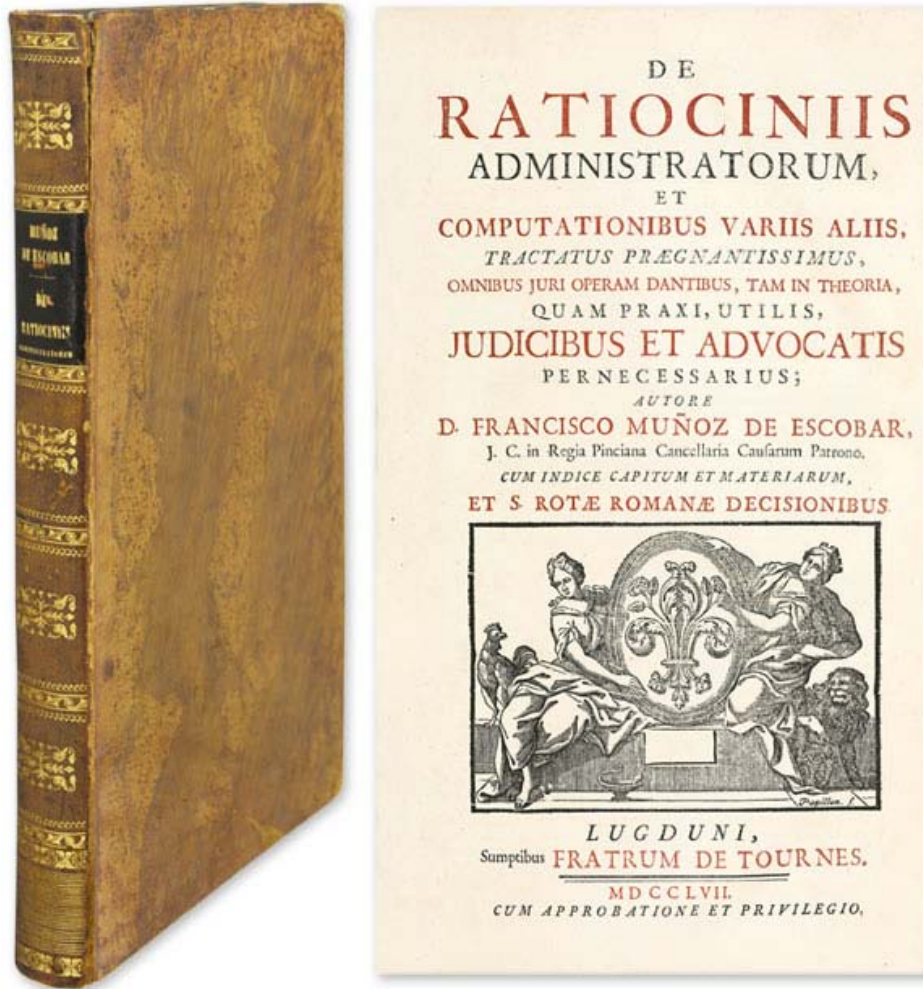 MUÑOZ
DE ESCOBAR
DE
RATIOCINIIS
ADMINISTRATORUM
DE
RATIOCINIIS
ADMINISTRATORUM,
ET
COMPUTATIONIBUS VARIIS ALIIS,
TRACTATUS PRÆGNANTISSIMUS,
OMNIBUS JURI OPERAM DANTIBUS, TAM IN THEORIA,
QUAM PRAXI, UTILIS,
JUDICIBUS ET ADVOCATIS
PERNECESSARIUS;
AUTORE
D. FRANCISCO MUÑOZ DE ESCOBAR,
J. C. in Regia Pinciana Cancellaria Causarum Patrono.
CUM INDICE CAPITUM ET MATERIARUM,
ET S. ROTÆ ROMANÆ DECISIONIBUS
Papillon f
LUGDUNI,
Sumptibus FRATRUM DE TOURNES.
MDCCLVII.
CUM APPROBATIONE ET PRIVILEGIO.